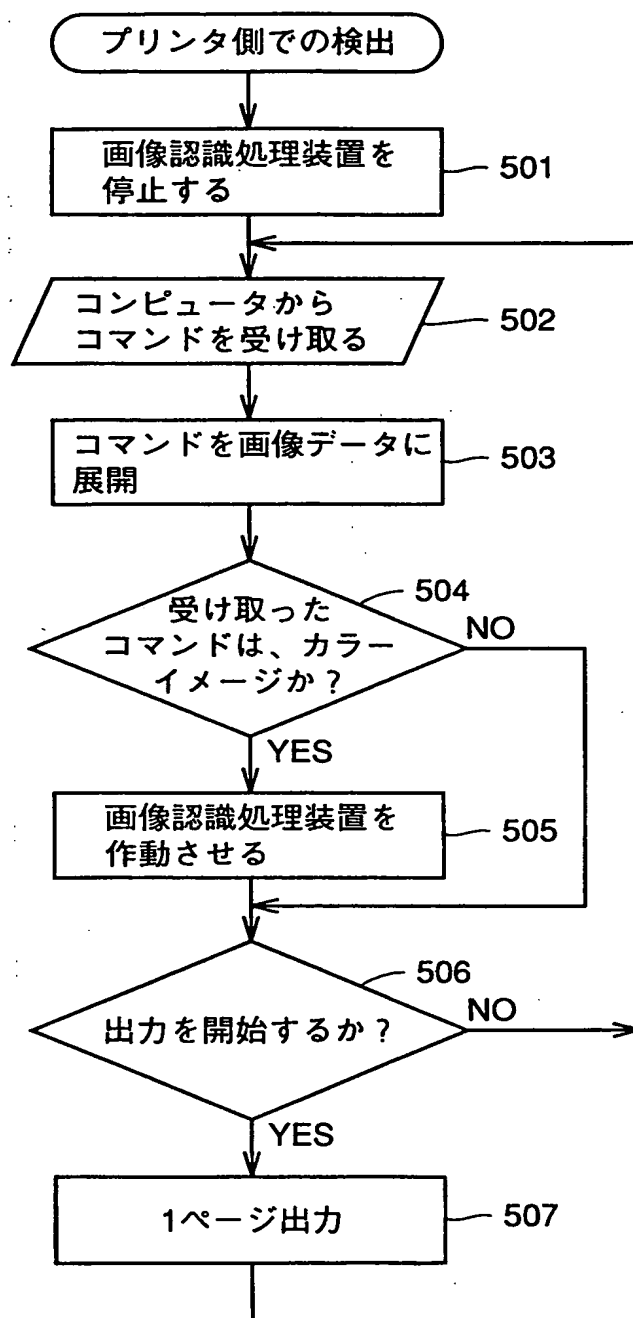 プリンタ側での検出
画像認識処理装置を
停止する
501
コンピュータから
コマンドを受け取る
502
コマンドを画像データに
展開
503
504
受け取った
コマンドは、カラー
イメージか?
NO
YES
画像認識処理装置を
作動させる
505
506
出力を開始するか?
NO
YES
1ページ出力
507